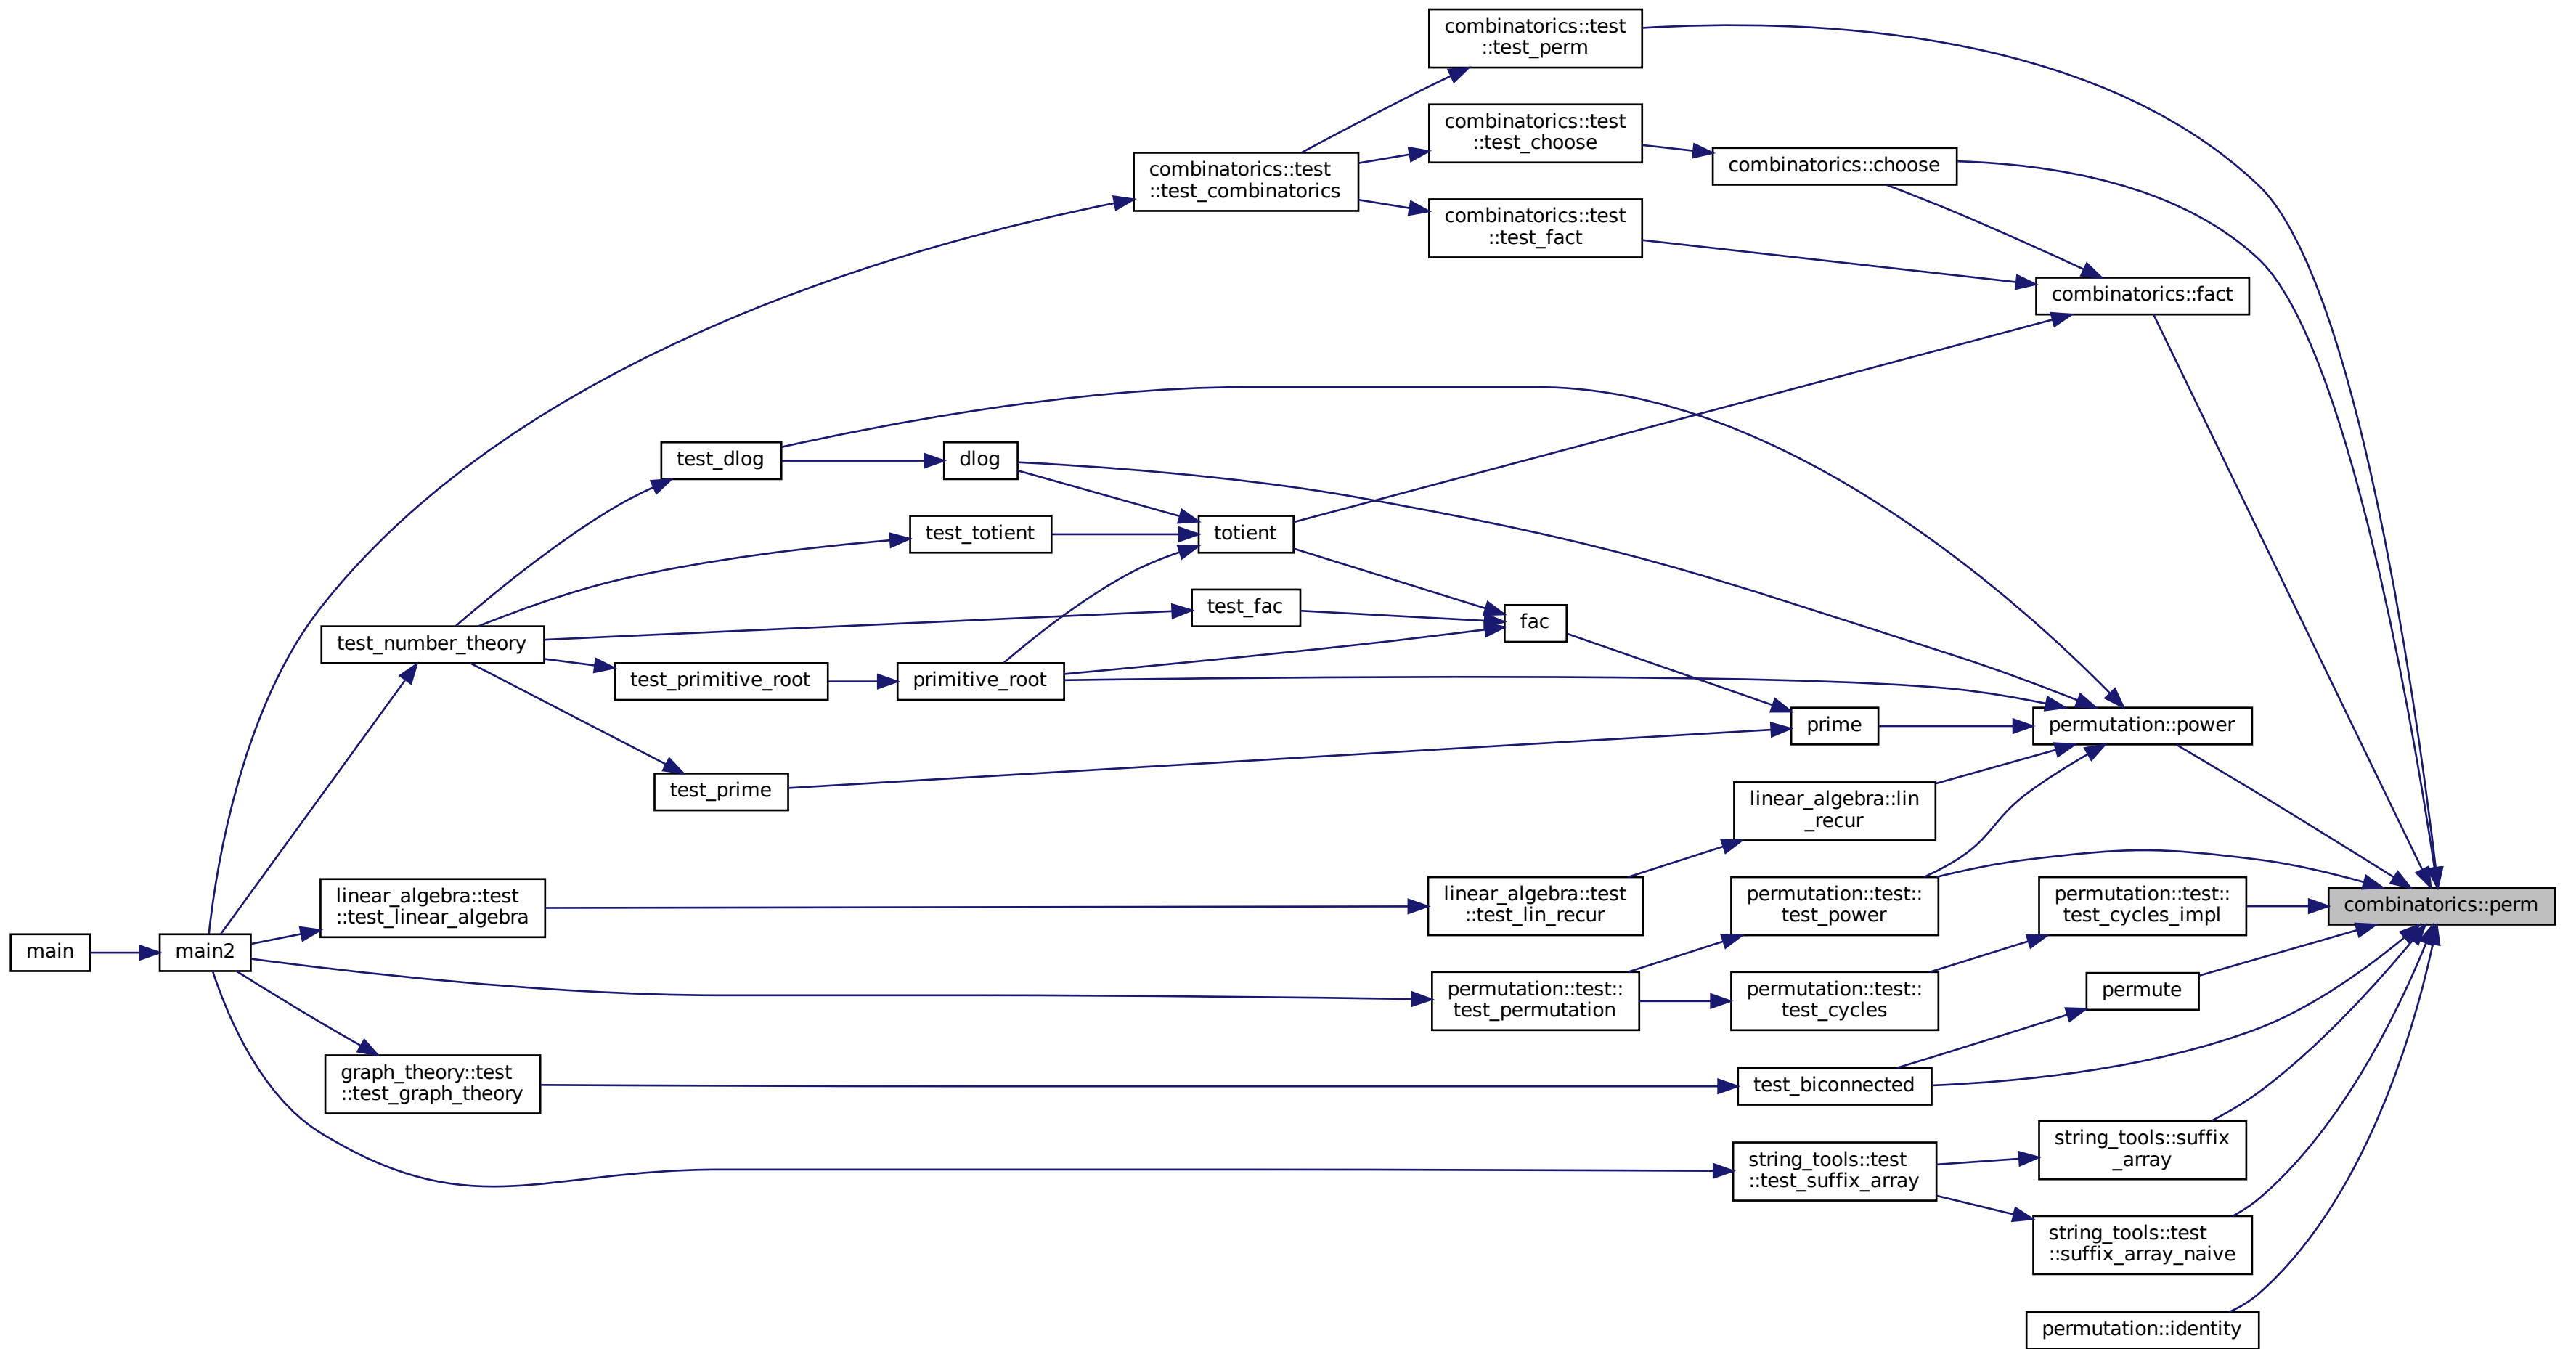 combinatorics::test
::test_perm
combinatorics::test
::test_choose
combinatorics::choose
combinatorics::test
::test_combinatorics
combinatorics::test
::test_fact
combinatorics::fact
test_dlog
dlog
test_totient
totient
test_fac
fac
test_number_theory
test_primitive_root
primitive_root
prime
permutation::power
test_prime
linear_algebra::lin
_recur
linear_algebra::test
::test_linear_algebra
linear_algebra::test
::test_lin_recur
permutation::test::
test_power
permutation::test::
test_cycles_impl
combinatorics::perm
main
main2
permutation::test::
test_permutation
permutation::test::
test_cycles
permute
graph_theory::test
::test_graph_theory
test_biconnected
string_tools::suffix
_array
string_tools::test
::test_suffix_array
string_tools::test
::suffix_array_naive
permutation::identity